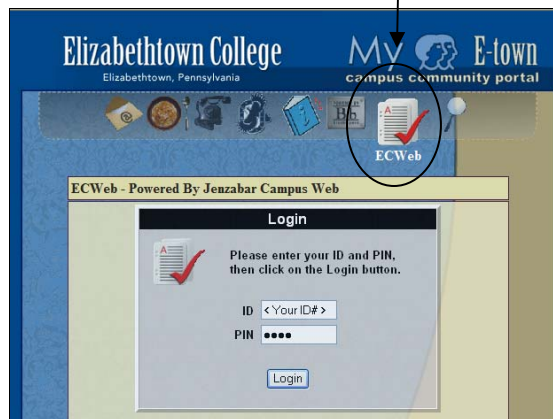 Elizabethtown College
Elizabethtown, Pennsylvania
My E-town
campus community portal
Bb
ECWeb
ECWeb - Powered By Jenzabar Campus Web
Login
A
Please enter your ID and PIN,
then click on the Login button.
ID <Your ID#>
PIN ●●●●
Login